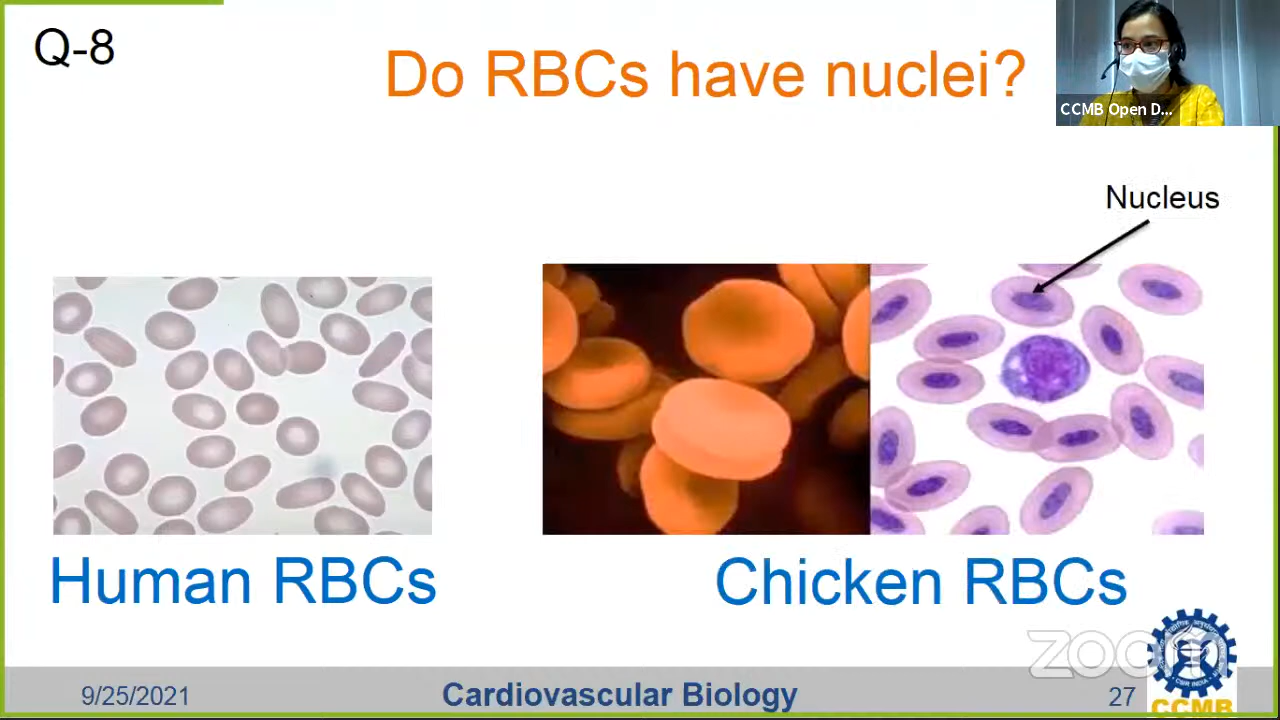 Q-8
Do RBCs have nuclei?
CCMB Open D...
Nucleus
Human RBCs
Chicken RBCs
zoom
9/25/2021
Cardiovascular Biology
27
CCMB